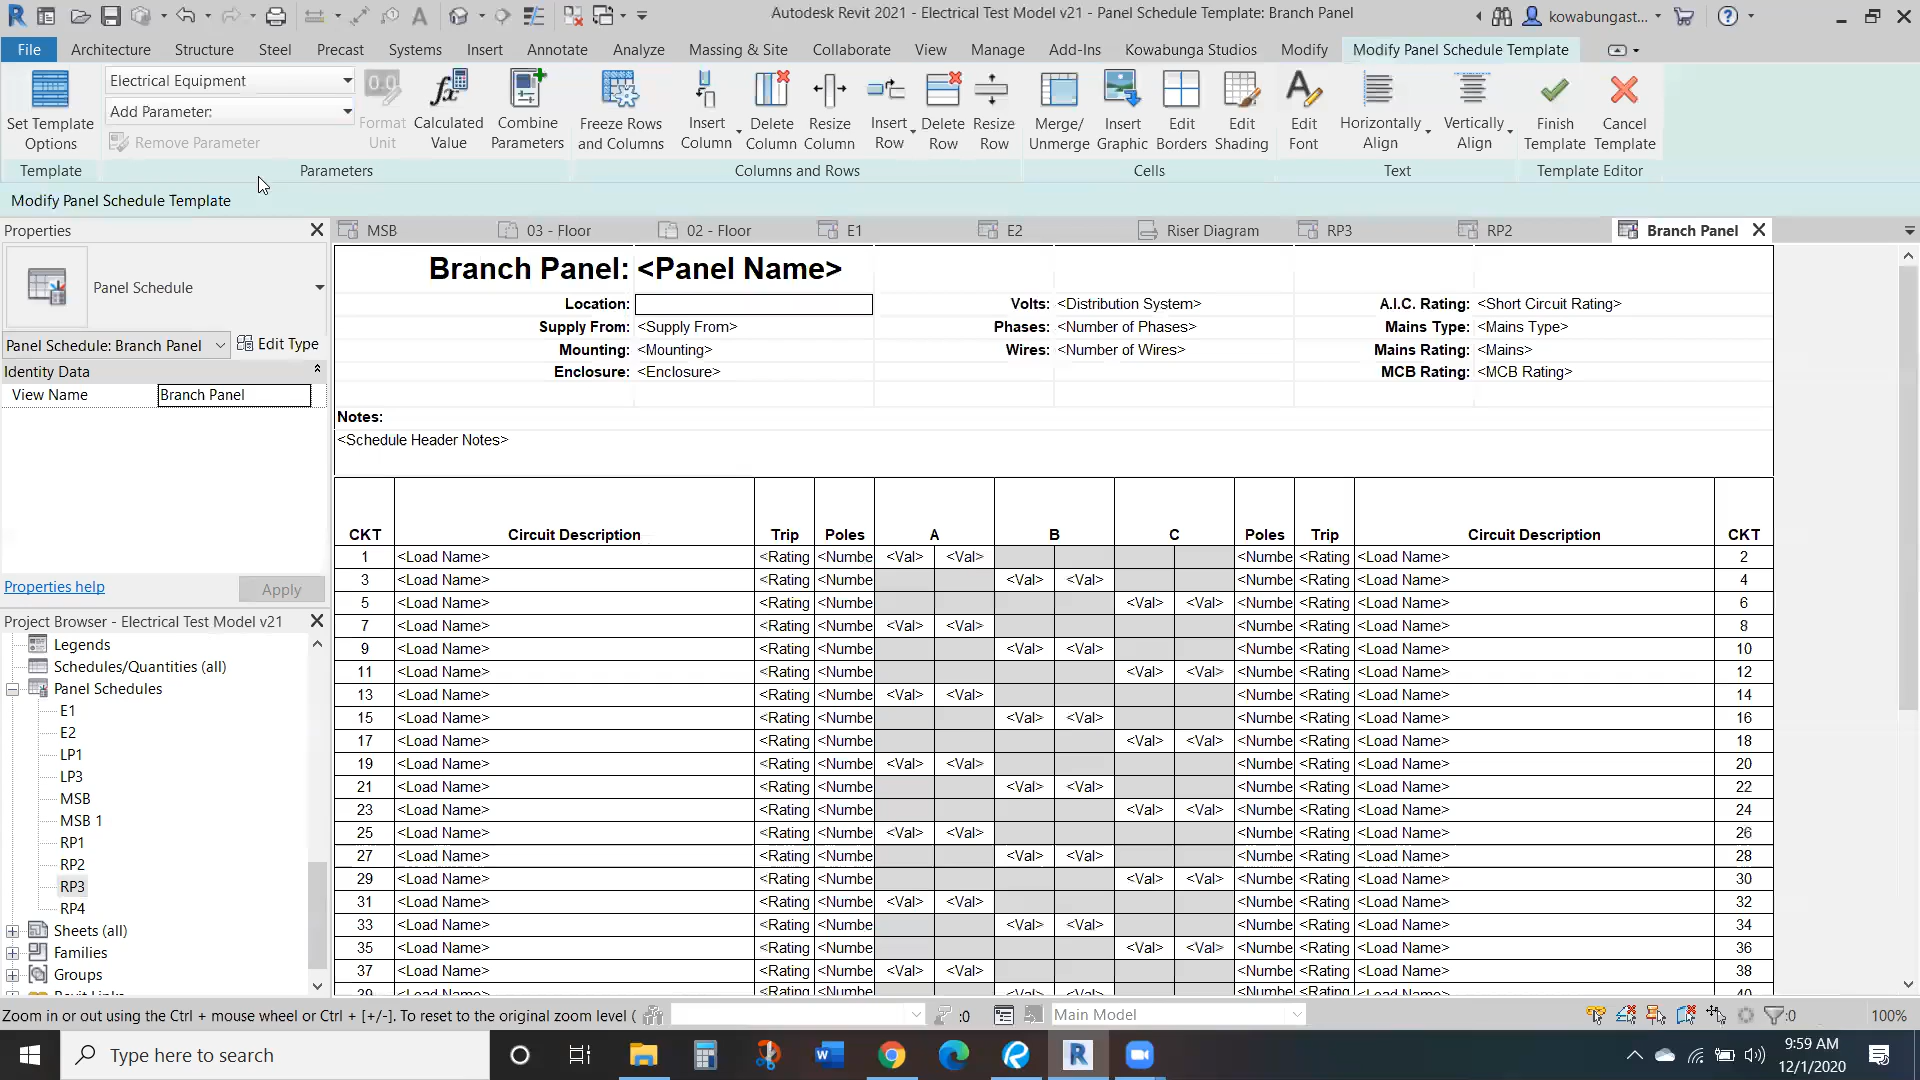 Autodesk Revit 2021 - Electrical Test Model v21 - Panel Schedule Template: Branch Panel
kowabungast...
File Architecture Structure Steel Precast Systems Insert Annotate Analyze Massing & Site Collaborate View Manage Add-Ins Kowabunga Studios Modify Modify Panel Schedule Template
Electrical Equipment
Add Parameter:
Remove Parameter
Set Template Options
Format Unit
Calculated Value
Combine Parameters
Freeze Rows and Columns
Insert Column
Delete Column
Resize Column
Insert Row
Delete Row
Resize Row
Merge/ Unmerge
Insert Graphic
Edit Borders
Edit Shading
Edit Font
Horizontally Align
Vertically Align
Finish Template
Cancel Template
Template Parameters Columns and Rows Cells Text Template Editor
Modify Panel Schedule Template
Properties
MSB 03 - Floor 02 - Floor E1 E2 Riser Diagram RP3 RP2 Branch Panel
Panel Schedule
Panel Schedule: Branch Panel Edit Type
Identity Data
View Name Branch Panel
Properties help Apply
Project Browser - Electrical Test Model v21
Legends
Schedules/Quantities (all)
Panel Schedules
E1
E2
LP1
LP3
MSB
MSB 1
RP1
RP2
RP3
RP4
Sheets (all)
Families
Groups
Revit Links
Branch Panel: <Panel Name>
Location: Volts: <Distribution System> A.I.C. Rating: <Short Circuit Rating>
Supply From: <Supply From> Phases: <Number of Phases> Mains Type: <Mains Type>
Mounting: <Mounting> Wires: <Number of Wires> Mains Rating: <Mains>
Enclosure: <Enclosure> MCB Rating: <MCB Rating>
Notes:
<Schedule Header Notes>
CKT Circuit Description Trip Poles A B C Poles Trip Circuit Description CKT
1 <Load Name> <Rating <Numbe <Val> <Val> <Numbe <Rating <Load Name> 2
3 <Load Name> <Rating <Numbe <Val> <Val> <Numbe <Rating <Load Name> 4
5 <Load Name> <Rating <Numbe <Val> <Val> <Numbe <Rating <Load Name> 6
7 <Load Name> <Rating <Numbe <Val> <Val> <Numbe <Rating <Load Name> 8
9 <Load Name> <Rating <Numbe <Val> <Val> <Numbe <Rating <Load Name> 10
11 <Load Name> <Rating <Numbe <Val> <Val> <Numbe <Rating <Load Name> 12
13 <Load Name> <Rating <Numbe <Val> <Val> <Numbe <Rating <Load Name> 14
15 <Load Name> <Rating <Numbe <Val> <Val> <Numbe <Rating <Load Name> 16
17 <Load Name> <Rating <Numbe <Val> <Val> <Numbe <Rating <Load Name> 18
19 <Load Name> <Rating <Numbe <Val> <Val> <Numbe <Rating <Load Name> 20
21 <Load Name> <Rating <Numbe <Val> <Val> <Numbe <Rating <Load Name> 22
23 <Load Name> <Rating <Numbe <Val> <Val> <Numbe <Rating <Load Name> 24
25 <Load Name> <Rating <Numbe <Val> <Val> <Numbe <Rating <Load Name> 26
27 <Load Name> <Rating <Numbe <Val> <Val> <Numbe <Rating <Load Name> 28
29 <Load Name> <Rating <Numbe <Val> <Val> <Numbe <Rating <Load Name> 30
31 <Load Name> <Rating <Numbe <Val> <Val> <Numbe <Rating <Load Name> 32
33 <Load Name> <Rating <Numbe <Val> <Val> <Numbe <Rating <Load Name> 34
35 <Load Name> <Rating <Numbe <Val> <Val> <Numbe <Rating <Load Name> 36
37 <Load Name> <Rating <Numbe <Val> <Val> <Numbe <Rating <Load Name> 38
39 <Load Name> <Rating <Numbe <Val> <Val> <Numbe <Rating <Load Name> 40
Zoom in or out using the Ctrl + mouse wheel or Ctrl + [+/-]. To reset to the original zoom level ( :0 Main Model :0 100%
Type here to search
9:59 AM
12/1/2020